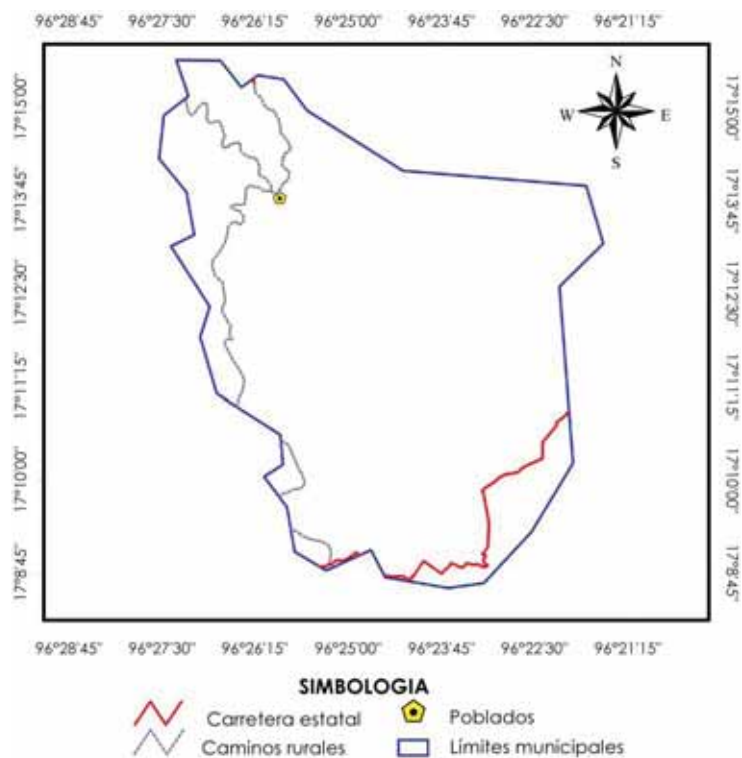 96°28'45" 96°27'30" 96°26'15" 96°25'00" 96°23'45" 96°22'30" 96°21'15"
N
W E
S
17°15'00" 17°15'00"
17°13'45" 17°13'45"
17°12'30" 17°12'30"
17°11'15" 17°11'15"
17°10'00" 17°10'00"
17°8'45" 17°8'45"
96°28'45" 96°27'30" 96°26'15" 96°25'00" 96°23'45" 96°22'30" 96°21'15"
SIMBOLOGIA
Carretera estatal Poblados
Caminos rurales Límites municipales